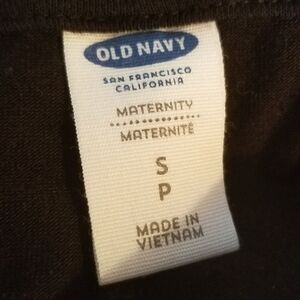 OLD NAVY
SAN FRANCISCO
CALIFORNIA
MATERNITY
MATERNITÉ
S
P
MADE IN
VIETNAM